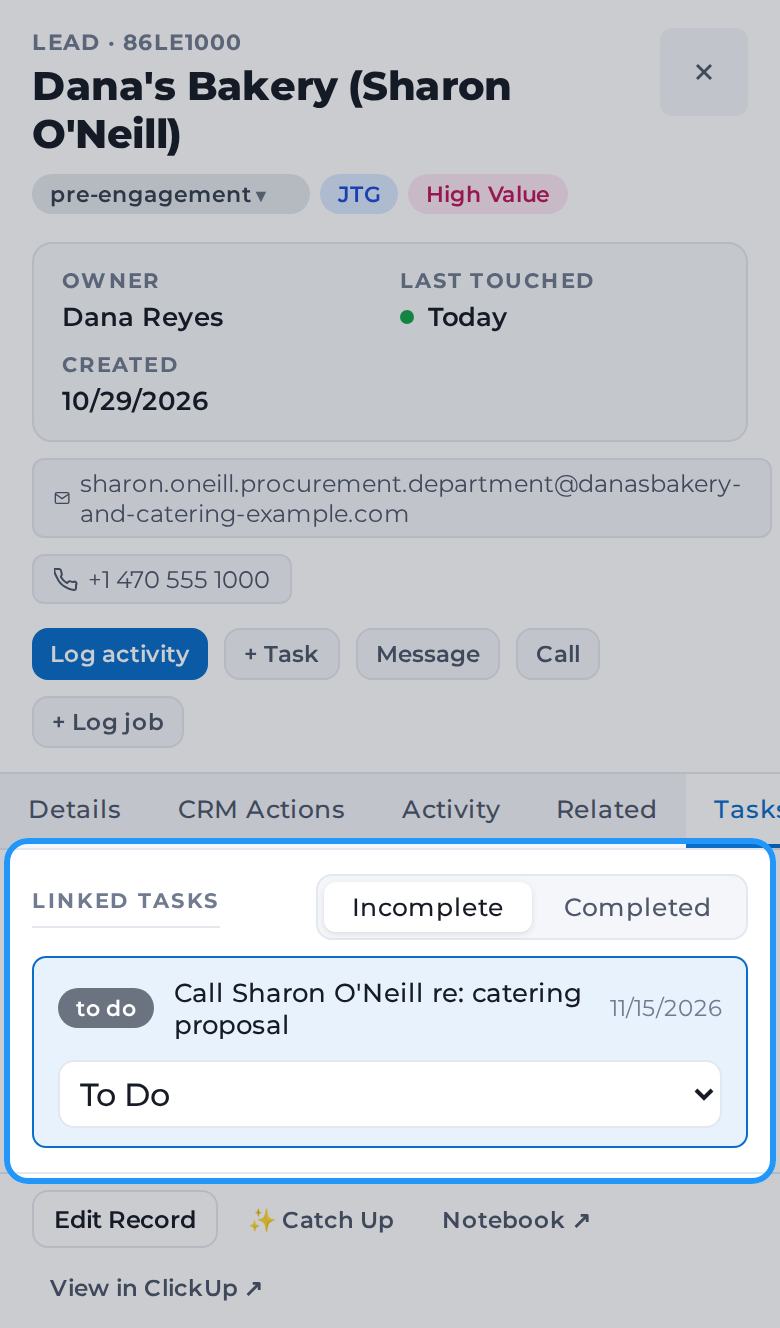 LEAD · 86LE1000
Dana's Bakery (Sharon
O'Neill)
×
pre-engagement ▾
JTG
High Value
OWNER
Dana Reyes
LAST TOUCHED
Today
CREATED
10/29/2026
sharon.oneill.procurement.department@danasbakery-
and-catering-example.com
+1 470 555 1000
Log activity
+ Task
Message
Call
+ Log job
Details
CRM Actions
Activity
Related
Tasks
LINKED TASKS
Incomplete
Completed
to do
Call Sharon O'Neill re: catering
proposal
11/15/2026
To Do
Edit Record
✨ Catch Up
Notebook ↗
View in ClickUp ↗